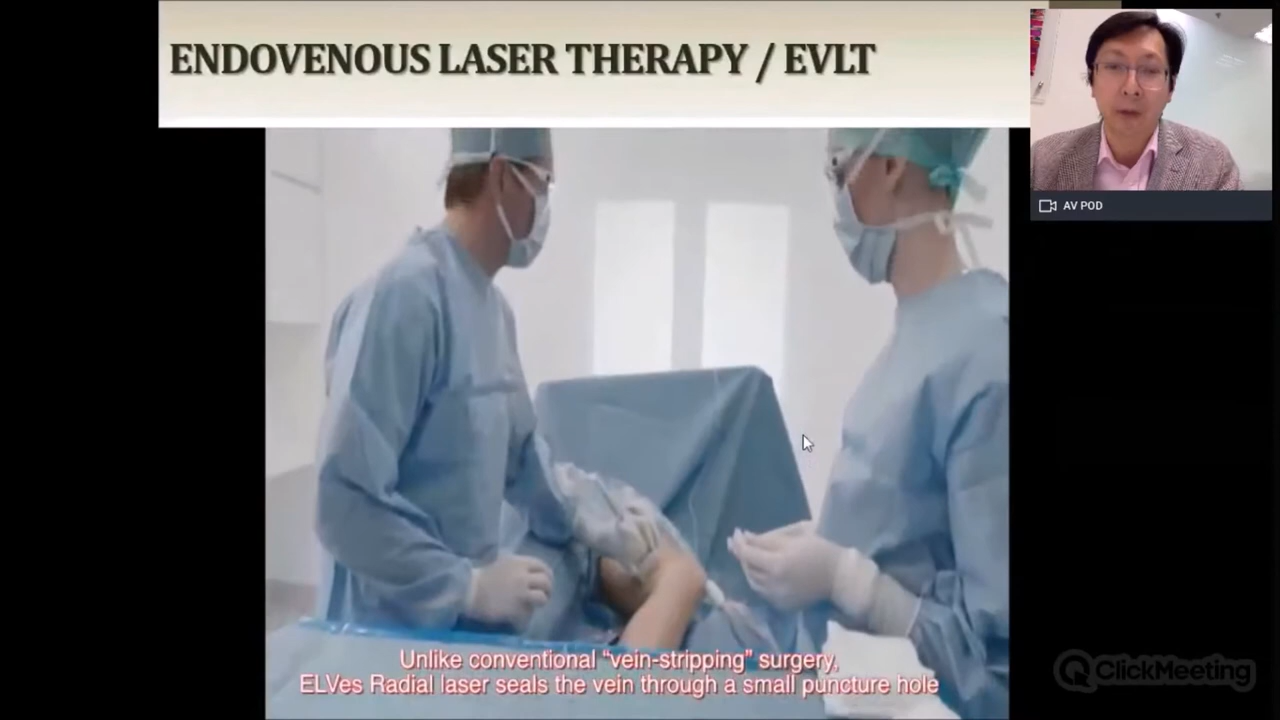 ENDOVENOUS LASER THERAPY / EVLT
AV POD
Unlike conventional “vein-stripping” surgery,
ELVes Radial laser seals the vein through a small puncture hole
ClickMeeting